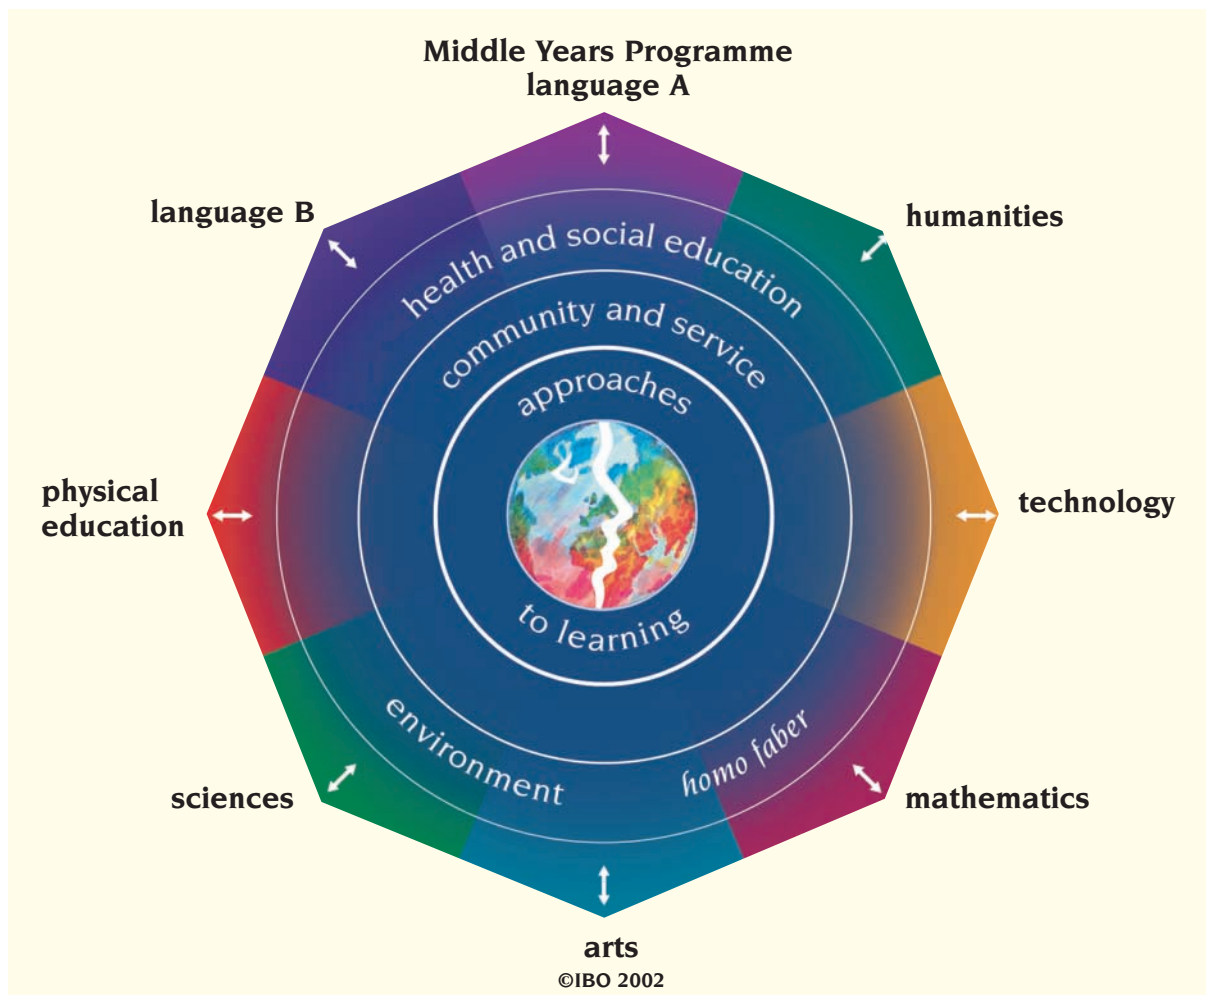 Middle Years Programme
language A
language B
humanities
health and social education
community and service
approaches
physical
education
technology
to learning
environment
homo faber
sciences
mathematics
arts
©IBO 2002